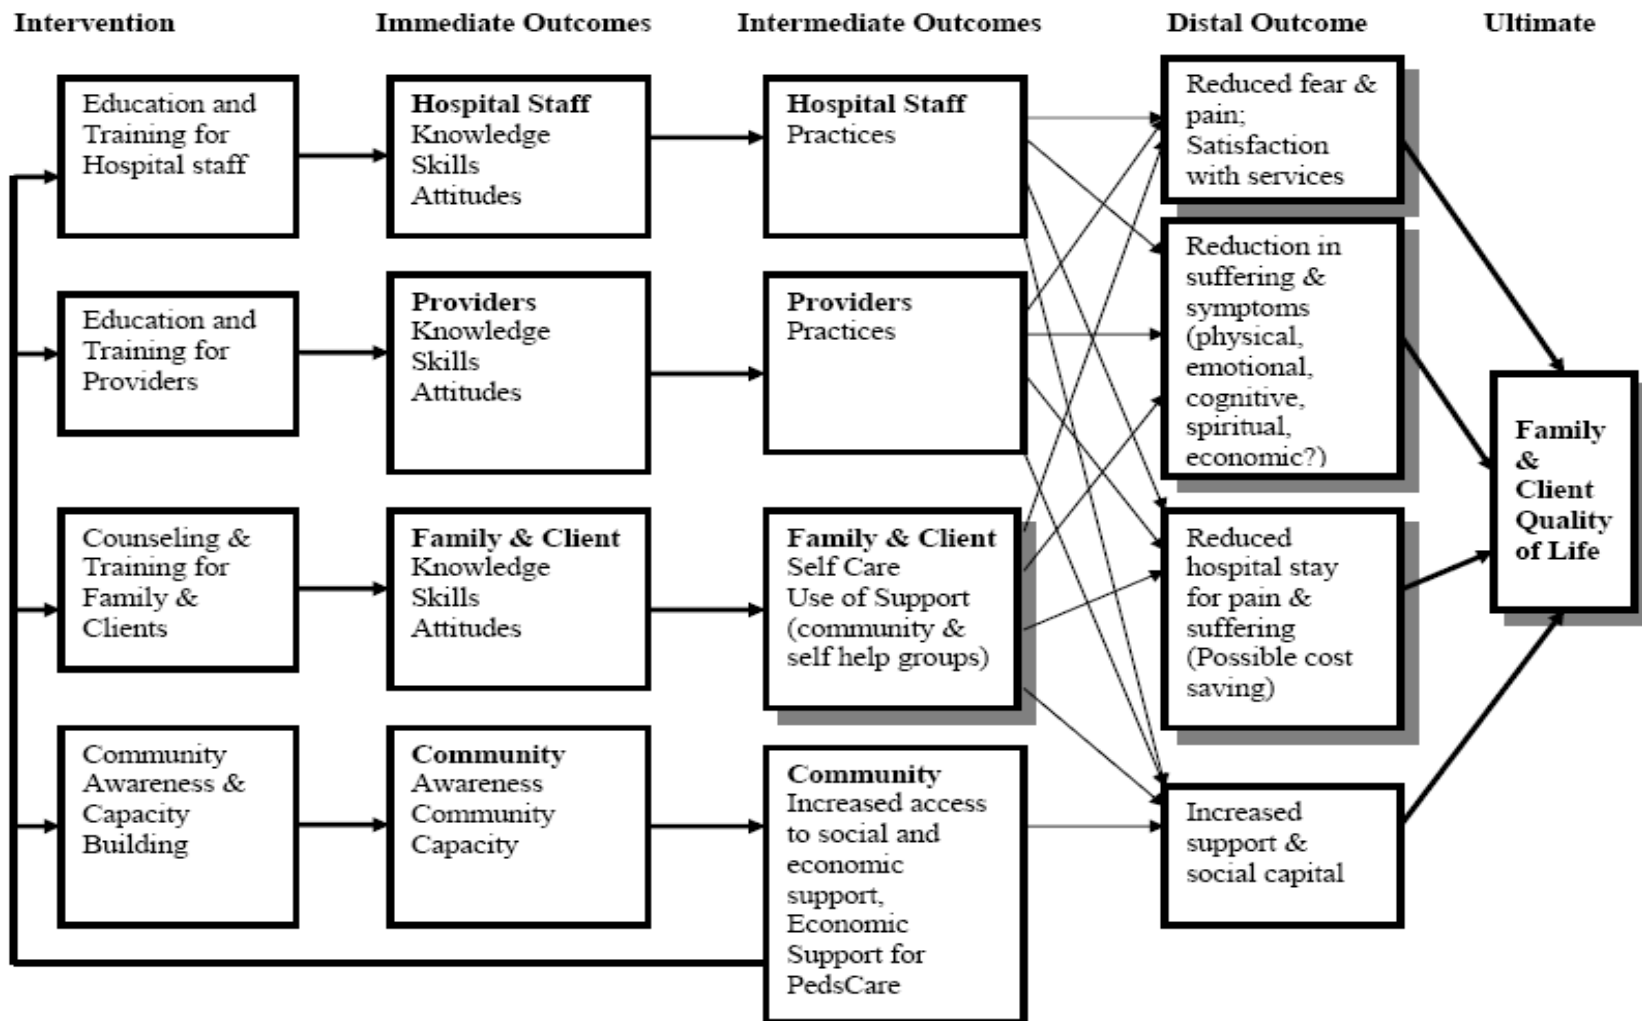 Intervention
Immediate Outcomes
Intermediate Outcomes
Distal Outcome
Ultimate
Education and
Training for
Hospital staff
Hospital Staff
Knowledge
Skills
Attitudes
Hospital Staff
Practices
Reduced fear &
pain;
Satisfaction
with services
Education and
Training for
Providers
Providers
Knowledge
Skills
Attitudes
Providers
Practices
Reduction in
suffering &
symptoms
(physical,
emotional,
cognitive,
spiritual,
economic?)
Counseling &
Training for
Family &
Clients
Family & Client
Knowledge
Skills
Attitudes
Family & Client
Self Care
Use of Support
(community &
self help groups)
Reduced
hospital stay
for pain &
suffering
(Possible cost
saving)
Community
Awareness &
Capacity
Building
Community
Awareness
Community
Capacity
Community
Increased access
to social and
economic
support,
Economic
Support for
PedsCare
Increased
support &
social capital
Family
&
Client
Quality
of Life